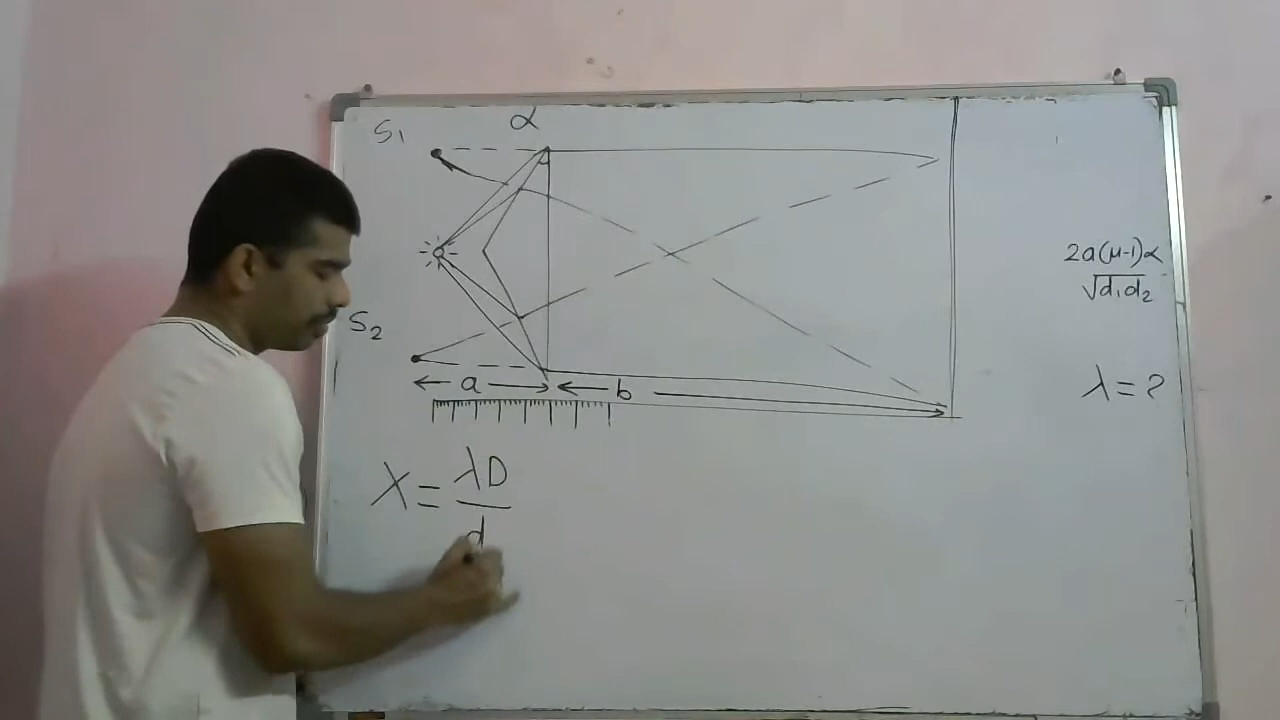 S₁
α
2a(μ-1)α
√d₁d₂
S₂
a
b
λ=?
X = λD
d